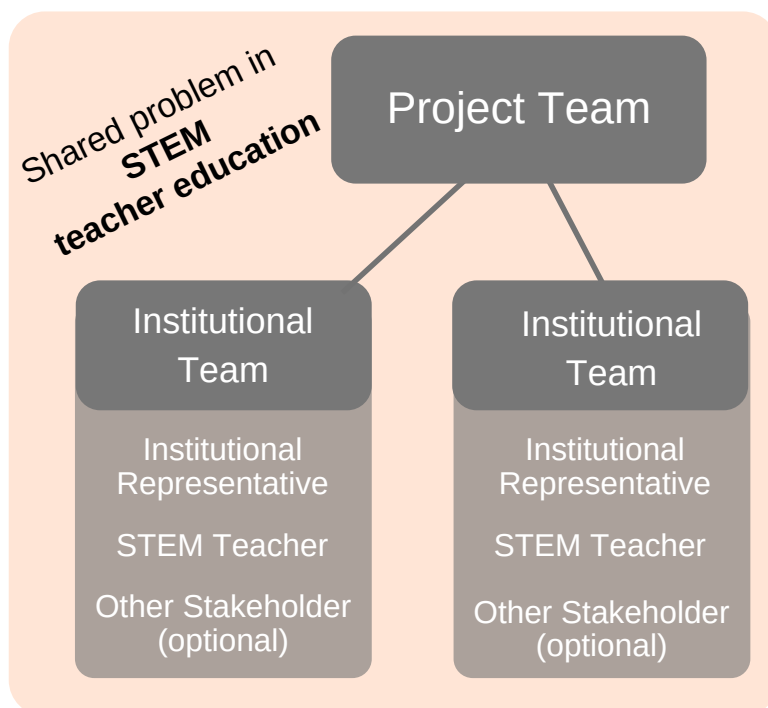 Shared problem in
STEM
teacher education
Project Team
Institutional
Team
Institutional
Representative
STEM Teacher
Other Stakeholder
(optional)
Institutional
Team
Institutional
Representative
STEM Teacher
Other Stakeholder
(optional)